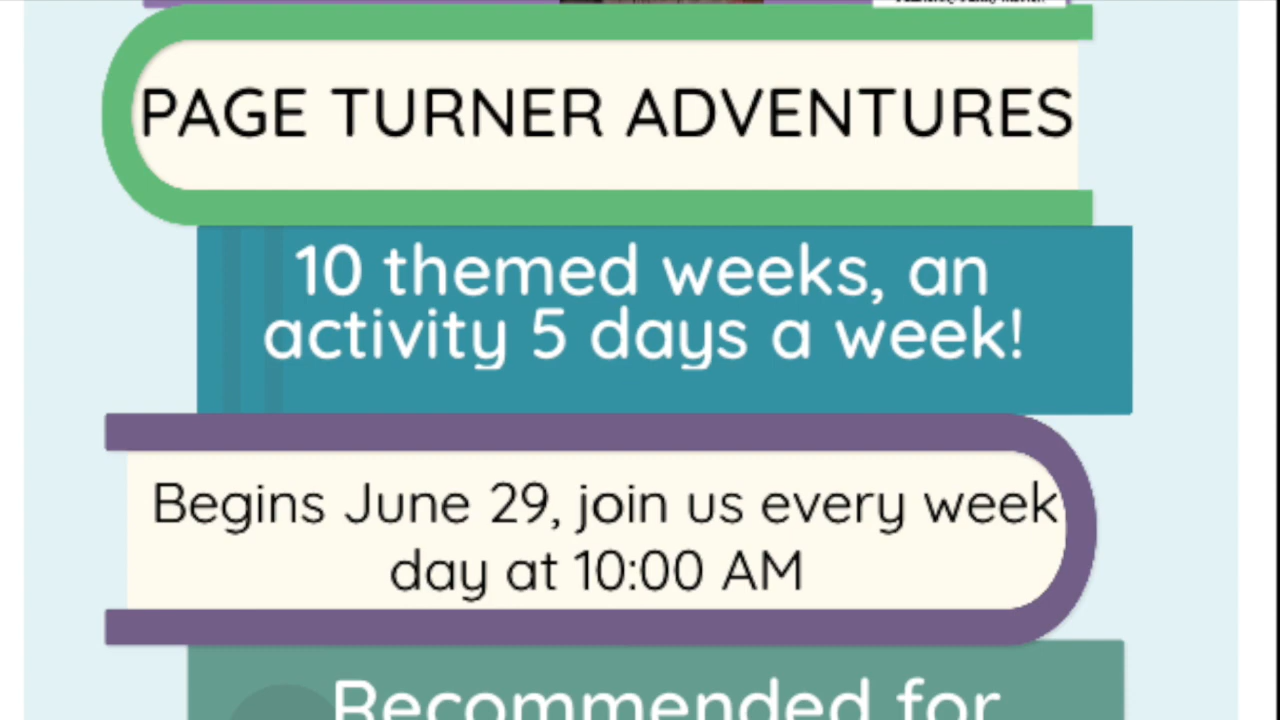 PAGE TURNER ADVENTURES
10 themed weeks, an
activity 5 days a week!
Begins June 29, join us every week
day at 10:00 AM
Recommended for